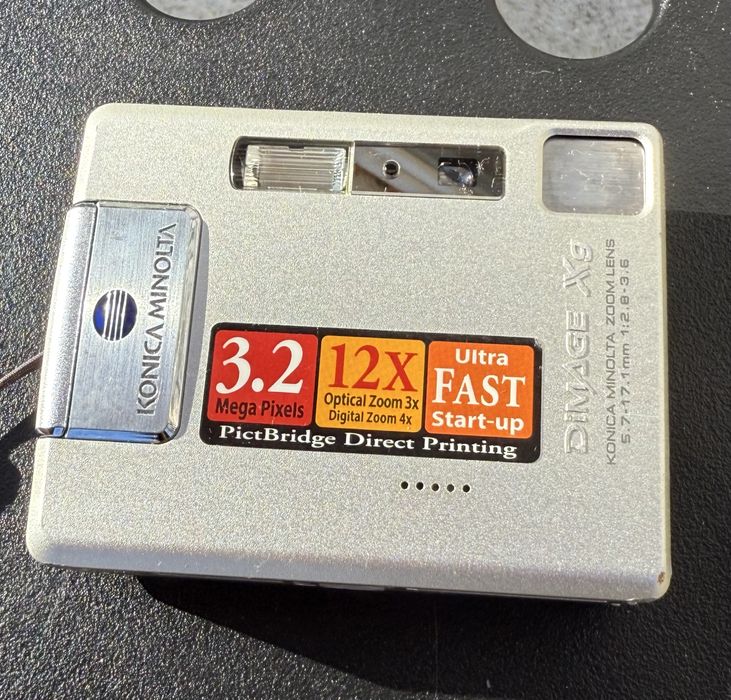 KONICA MINOLTA
3.2
Mega Pixels
12X
Optical Zoom 3x
Digital Zoom 4x
Ultra
FAST
Start-up
PictBridge Direct Printing
DiMAGE Xg
KONICA MINOLTA ZOOM LENS
5.7-17.1mm 1:2.8-3.6